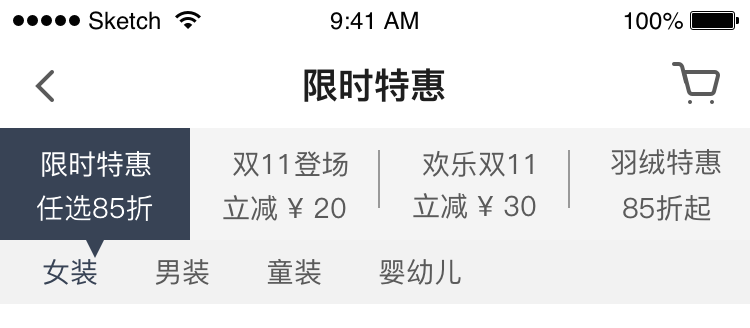 ●●●●● Sketch 9:41 AM 100%
限时特惠
限时特惠 双11登场 欢乐双11 羽绒特惠
任选85折 立减 ¥ 20 立减 ¥ 30 85折起
女装 男装 童装 婴幼儿